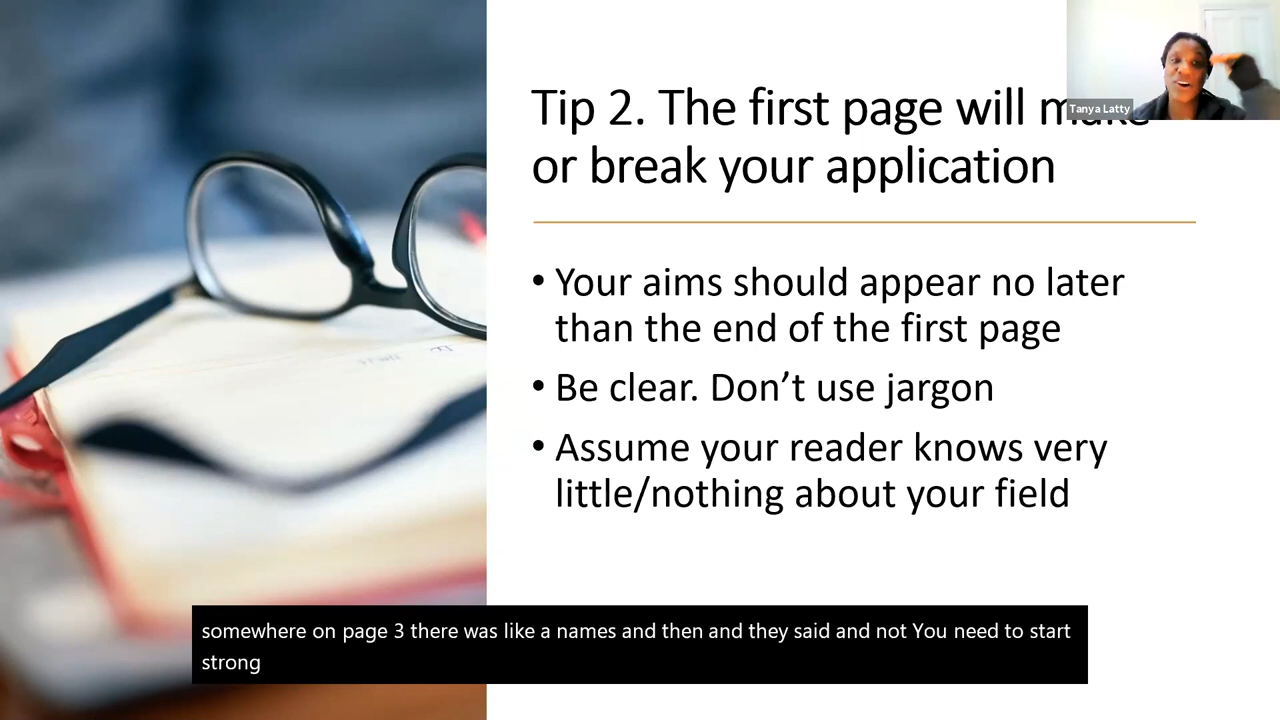 Tip 2. The first page will make
or break your application
Tanya Latty
• Your aims should appear no later
than the end of the first page
• Be clear. Don’t use jargon
• Assume your reader knows very
little/nothing about your field
somewhere on page 3 there was like a names and then and they said and not You need to start
strong